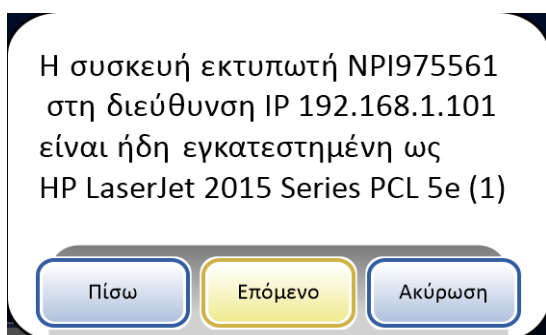 Η συσκευή εκτυπωτή NPI975561
στη διεύθυνση IP 192.168.1.101
είναι ήδη εγκατεστημένη ως
HP LaserJet 2015 Series PCL 5e (1)
Πίσω Επόμενο Ακύρωση